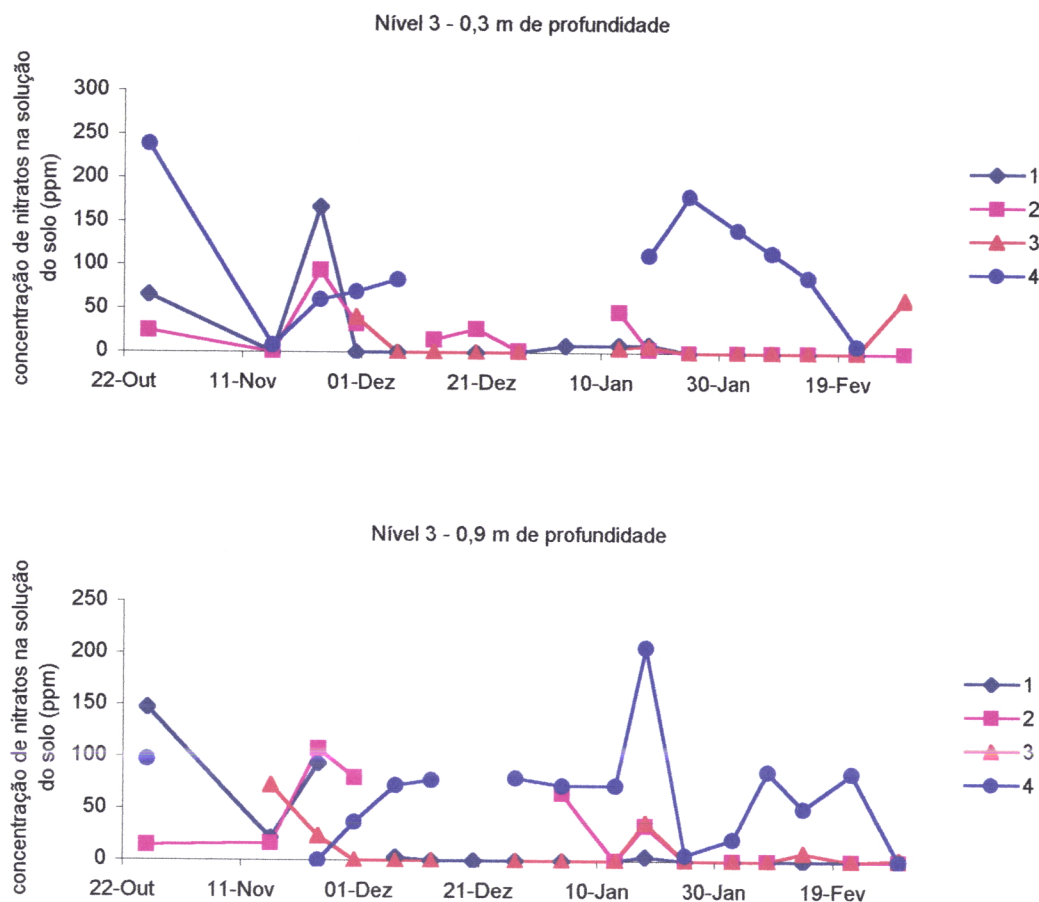 Nível 3 - 0,3 m de profundidade
concentração de nitratos na solução
do solo (ppm)
300
250
200
150
100
50
0
22-Out
11-Nov
01-Dez
21-Dez
10-Jan
30-Jan
19-Fev
1
2
3
4
Nível 3 - 0,9 m de profundidade
concentração de nitratos na solução
do solo (ppm)
250
200
150
100
50
0
22-Out
11-Nov
01-Dez
21-Dez
10-Jan
30-Jan
19-Fev
1
2
3
4